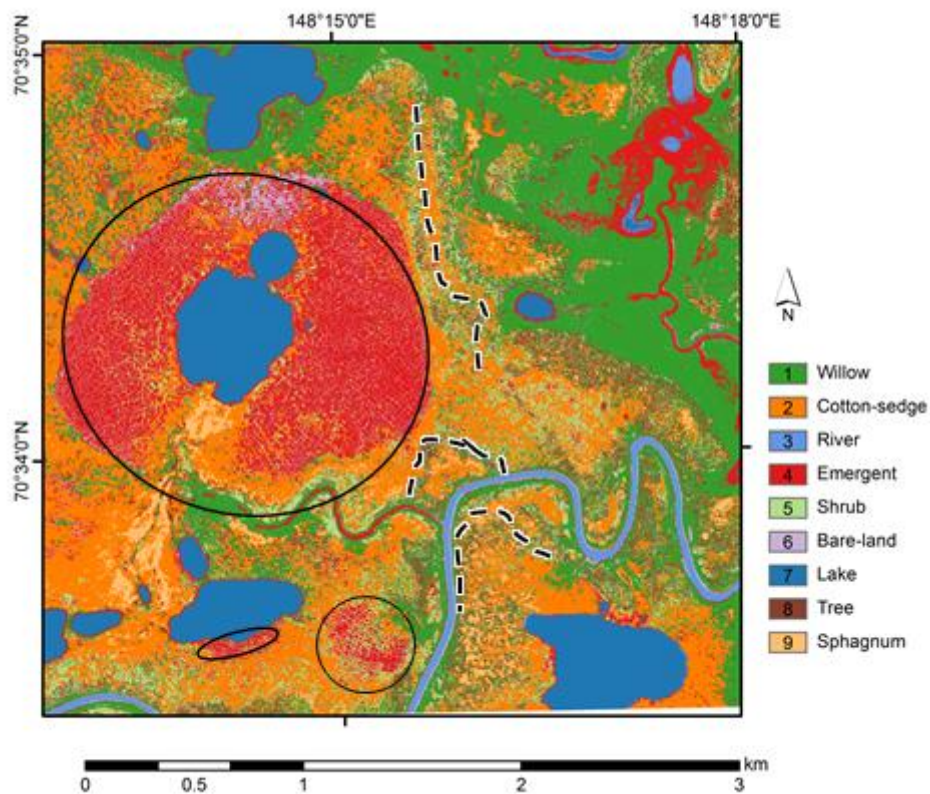 148°15'0"E
148°18'0"E
70°35'0"N
70°34'0"N
N
1 Willow
2 Cotton-sedge
3 River
4 Emergent
5 Shrub
6 Bare-land
7 Lake
8 Tree
9 Sphagnum
km
0 0.5 1 2 3